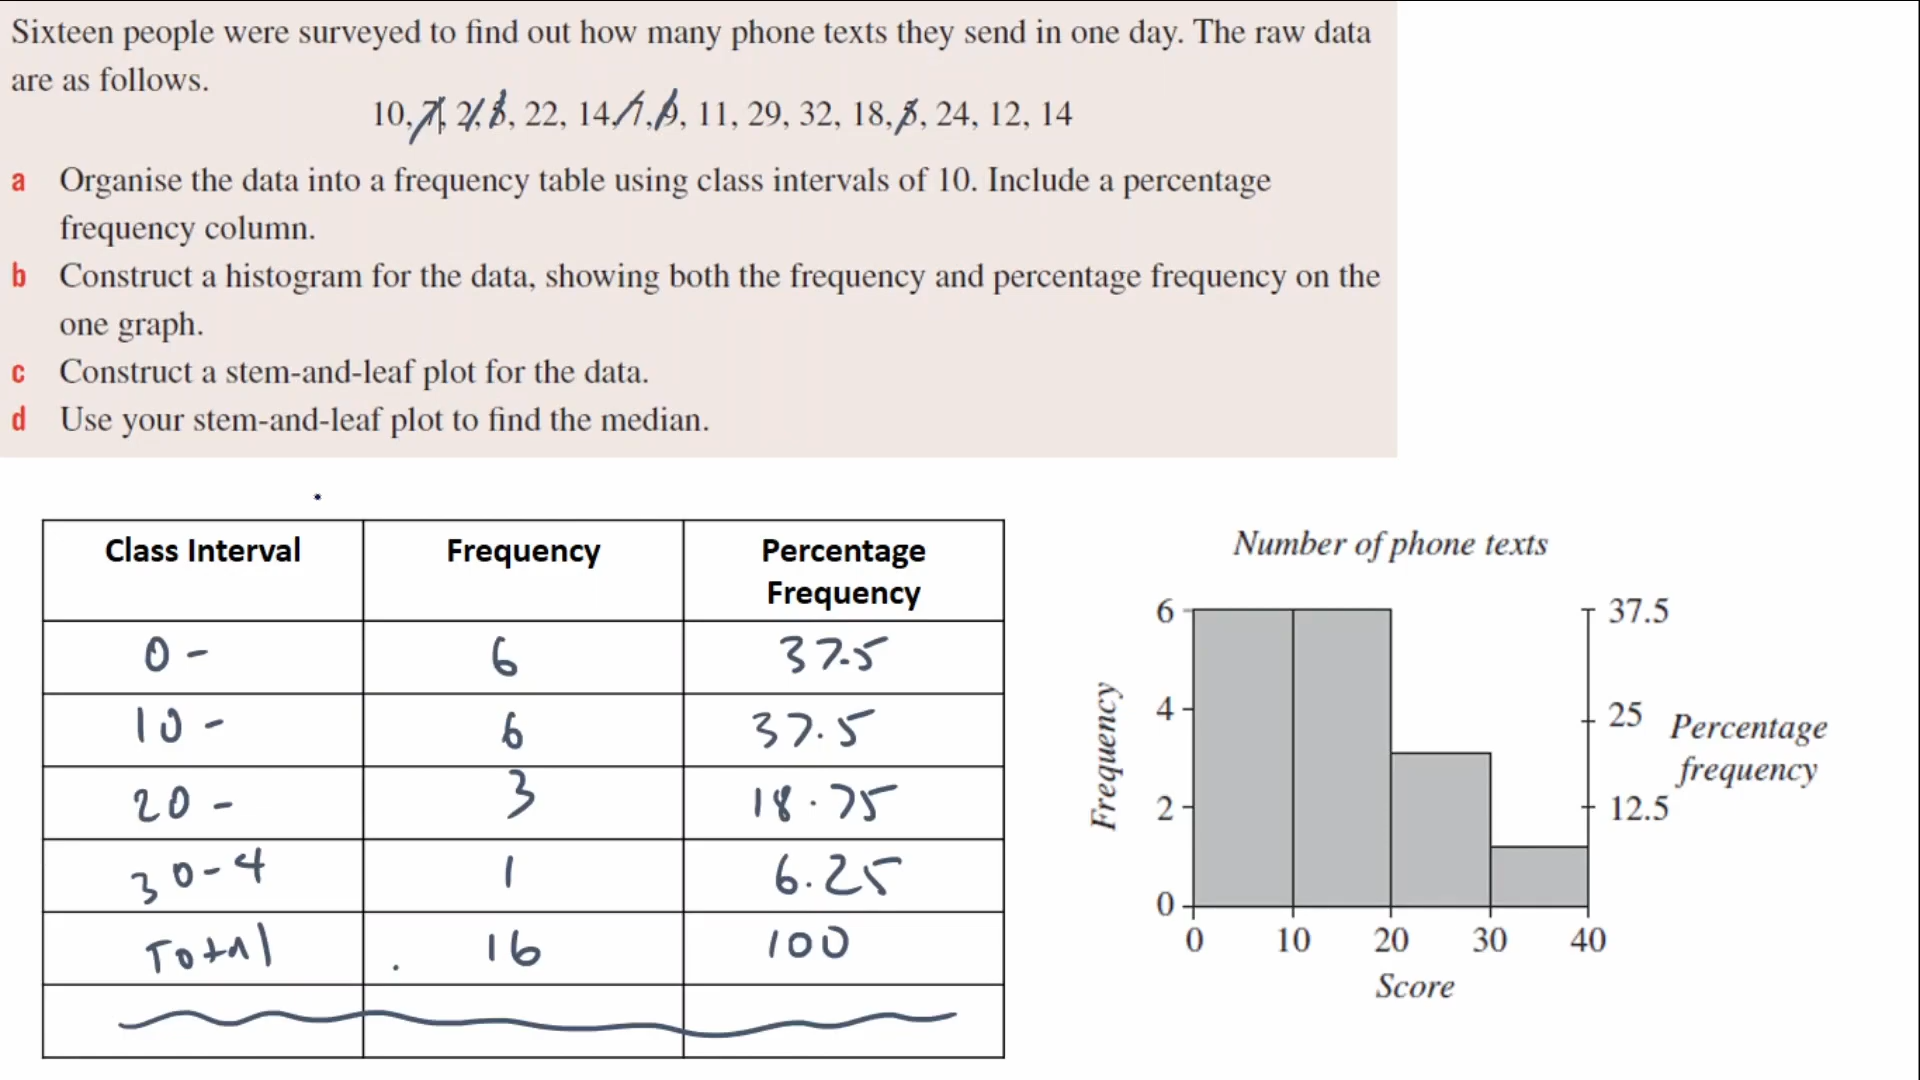 Sixteen people were surveyed to find out how many phone texts they send in one day. The raw data
are as follows.
10, 7, 2, 22, 14, 9, 11, 29, 32, 18, 24, 12, 14
a Organise the data into a frequency table using class intervals of 10. Include a percentage
frequency column.
b Construct a histogram for the data, showing both the frequency and percentage frequency on the
one graph.
c Construct a stem-and-leaf plot for the data.
d Use your stem-and-leaf plot to find the median.
Class Interval Frequency Percentage
Frequency
0- 6 37.5
10- 6 37.5
20- 3 18.75
30-4 1 6.25
Total 16 100
Number of phone texts
6 37.5
4 25
2 12.5
0
Frequency
Percentage
frequency
0 10 20 30 40
Score